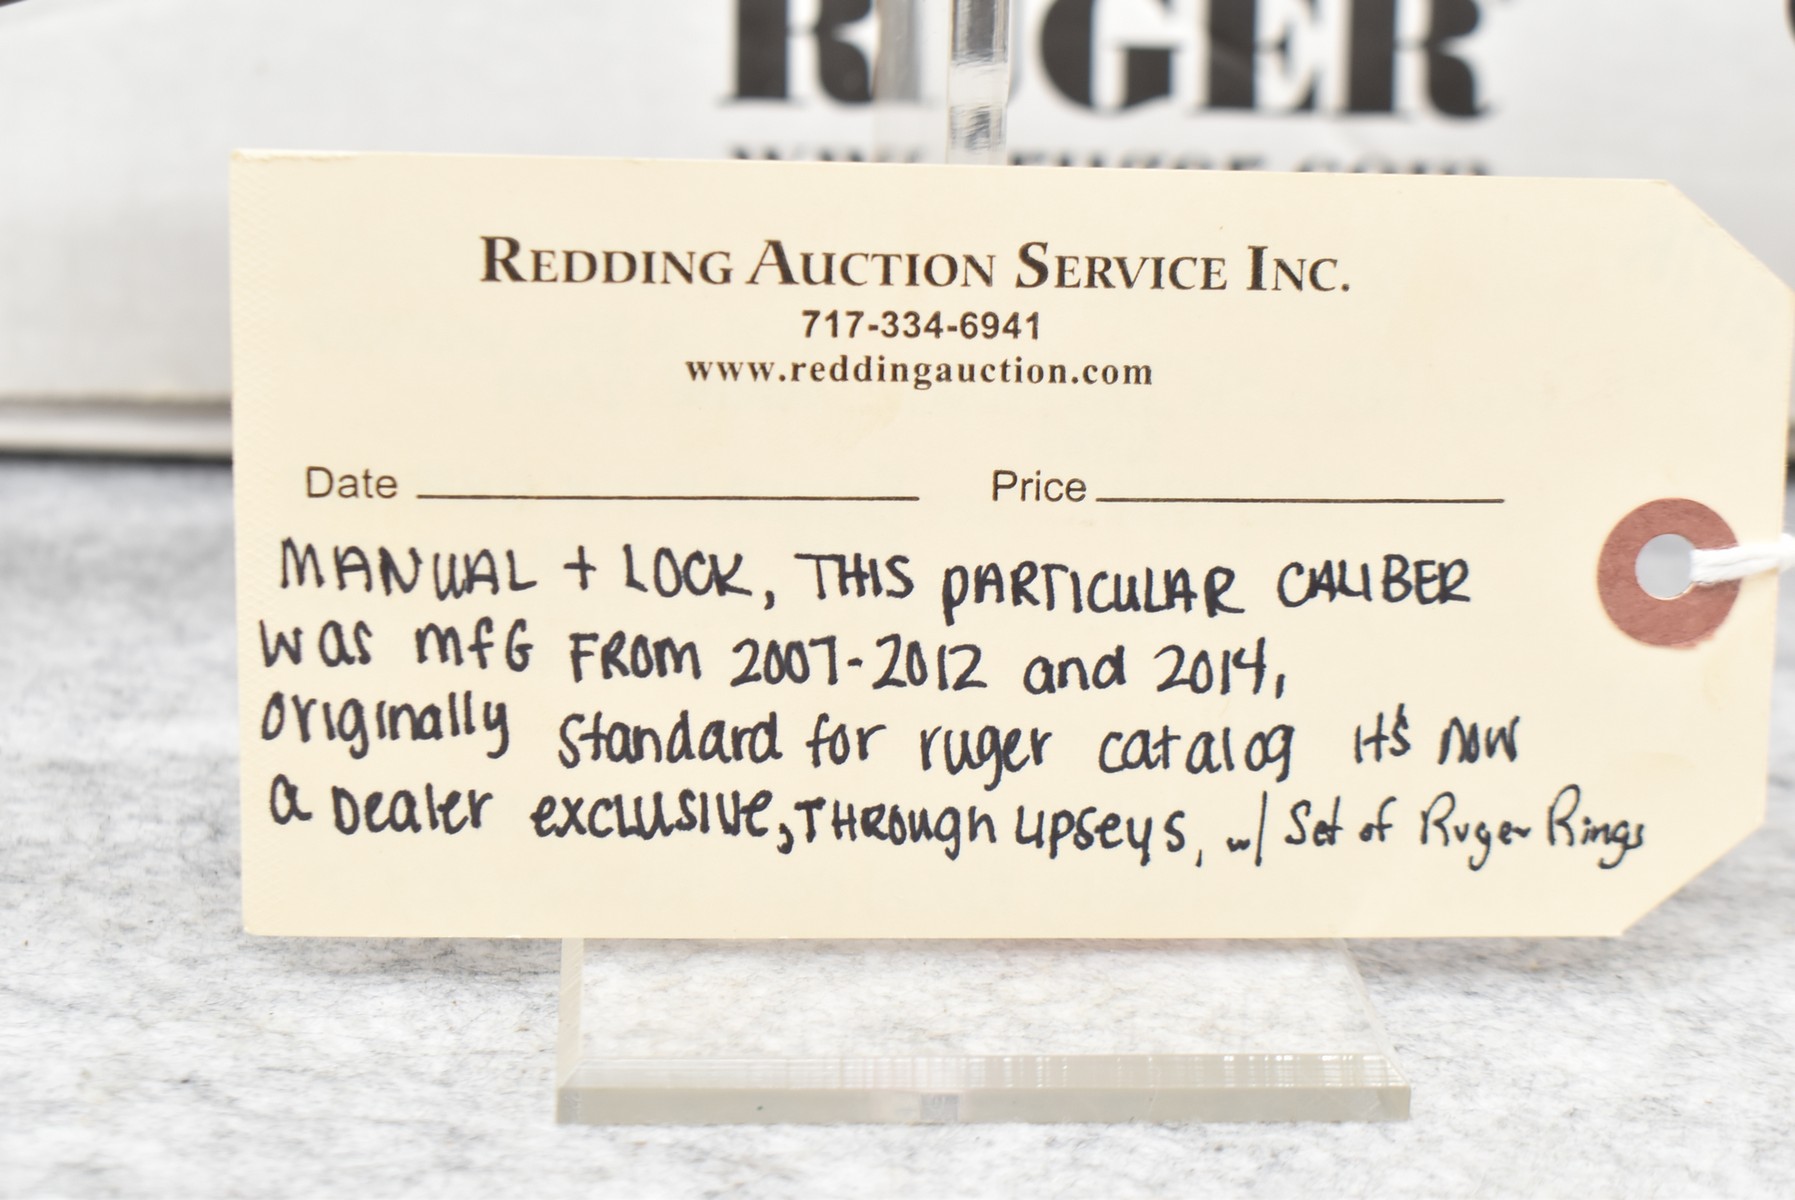 RUGER
REDDING AUCTION SERVICE INC.
717-334-6941
www.reddingauction.com
Date Price
MANUAL + LOCK, THIS PARTICULAR CALIBER
was mfG FROM 2007-2012 and 2014,
originally standard for ruger catalog it's now
a Dealer exclusive, THROugh Lipseys, w/ Set of Ruger Rings